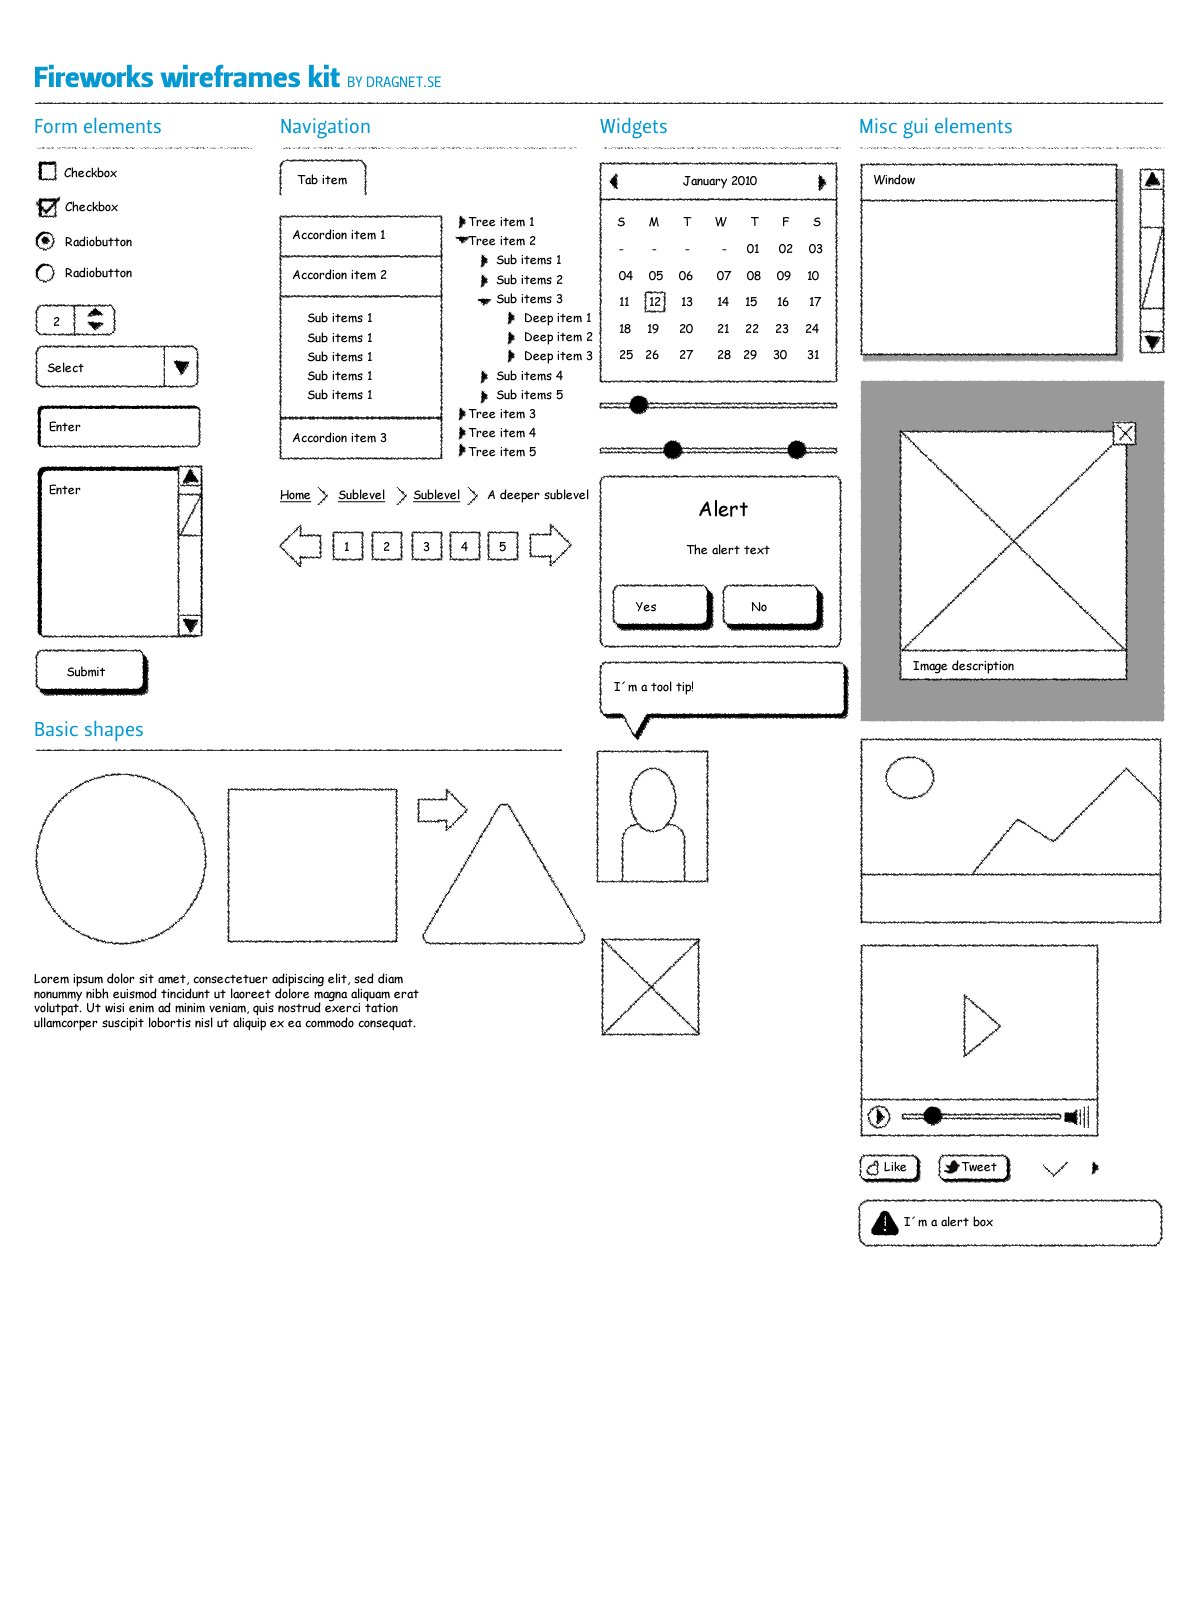 Fireworks wireframes kit BY DRAGNET.SE
Form elements
Checkbox
Checkbox
Radiobutton
Radiobutton
2
Select
Enter
Enter
Submit
Navigation
Tab item
Accordion item 1
Accordion item 2
Sub items 1
Sub items 1
Sub items 1
Sub items 1
Sub items 1
Accordion item 3
Tree item 1
Tree item 2
Sub items 1
Sub items 2
Sub items 3
Deep item 1
Deep item 2
Deep item 3
Sub items 4
Sub items 5
Tree item 3
Tree item 4
Tree item 5
Home Sublevel Sublevel A deeper sublevel
1 2 3 4 5
Widgets
January 2010
S M T W T F S
- - - - 01 02 03
04 05 06 07 08 09 10
11 12 13 14 15 16 17
18 19 20 21 22 23 24
25 26 27 28 29 30 31
Alert
The alert text
Yes No
I´m a tool tip!
Misc gui elements
Window
Image description
Like Tweet
I´m a alert box
Basic shapes
Lorem ipsum dolor sit amet, consectetuer adipiscing elit, sed diam
nonummy nibh euismod tincidunt ut laoreet dolore magna aliquam erat
volutpat. Ut wisi enim ad minim veniam, quis nostrud exerci tation
ullamcorper suscipit lobortis nisl ut aliquip ex ea commodo consequat.